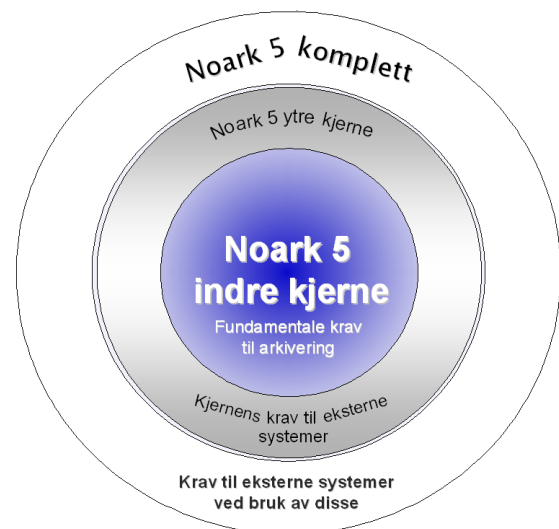 Noark 5 komplett
Noark 5 ytre kjerne
Noark 5
indre kjerne
Fundamentale krav
til arkivering
Kjernens krav til eksterne
systemer
Krav til eksterne systemer
ved bruk av disse